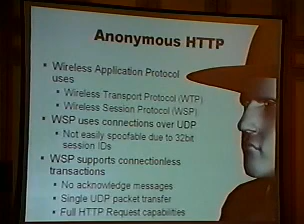 Anonymous HTTP
Wireless Application Protocol
uses
Wireless Transport Protocol (WTP)
Wireless Session Protocol (WSP)
WSP uses connections over UDP
Not easily spoofable due to 32bit
session IDs
WSP supports connectionless
transactions
No acknowledge messages
Single UDP packet transfer
Full HTTP Request capabilities